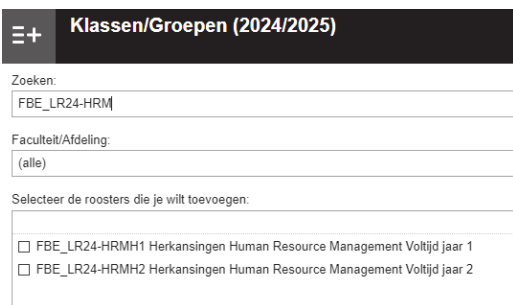 Klassen/Groepen (2024/2025)
Zoeken:
FBE_LR24-HRM
Faculteit/Afdeling:
(alle)
Selecteer de roosters die je wilt toevoegen:
FBE_LR24-HRMH1 Herkansingen Human Resource Management Voltijd jaar 1
FBE_LR24-HRMH2 Herkansingen Human Resource Management Voltijd jaar 2